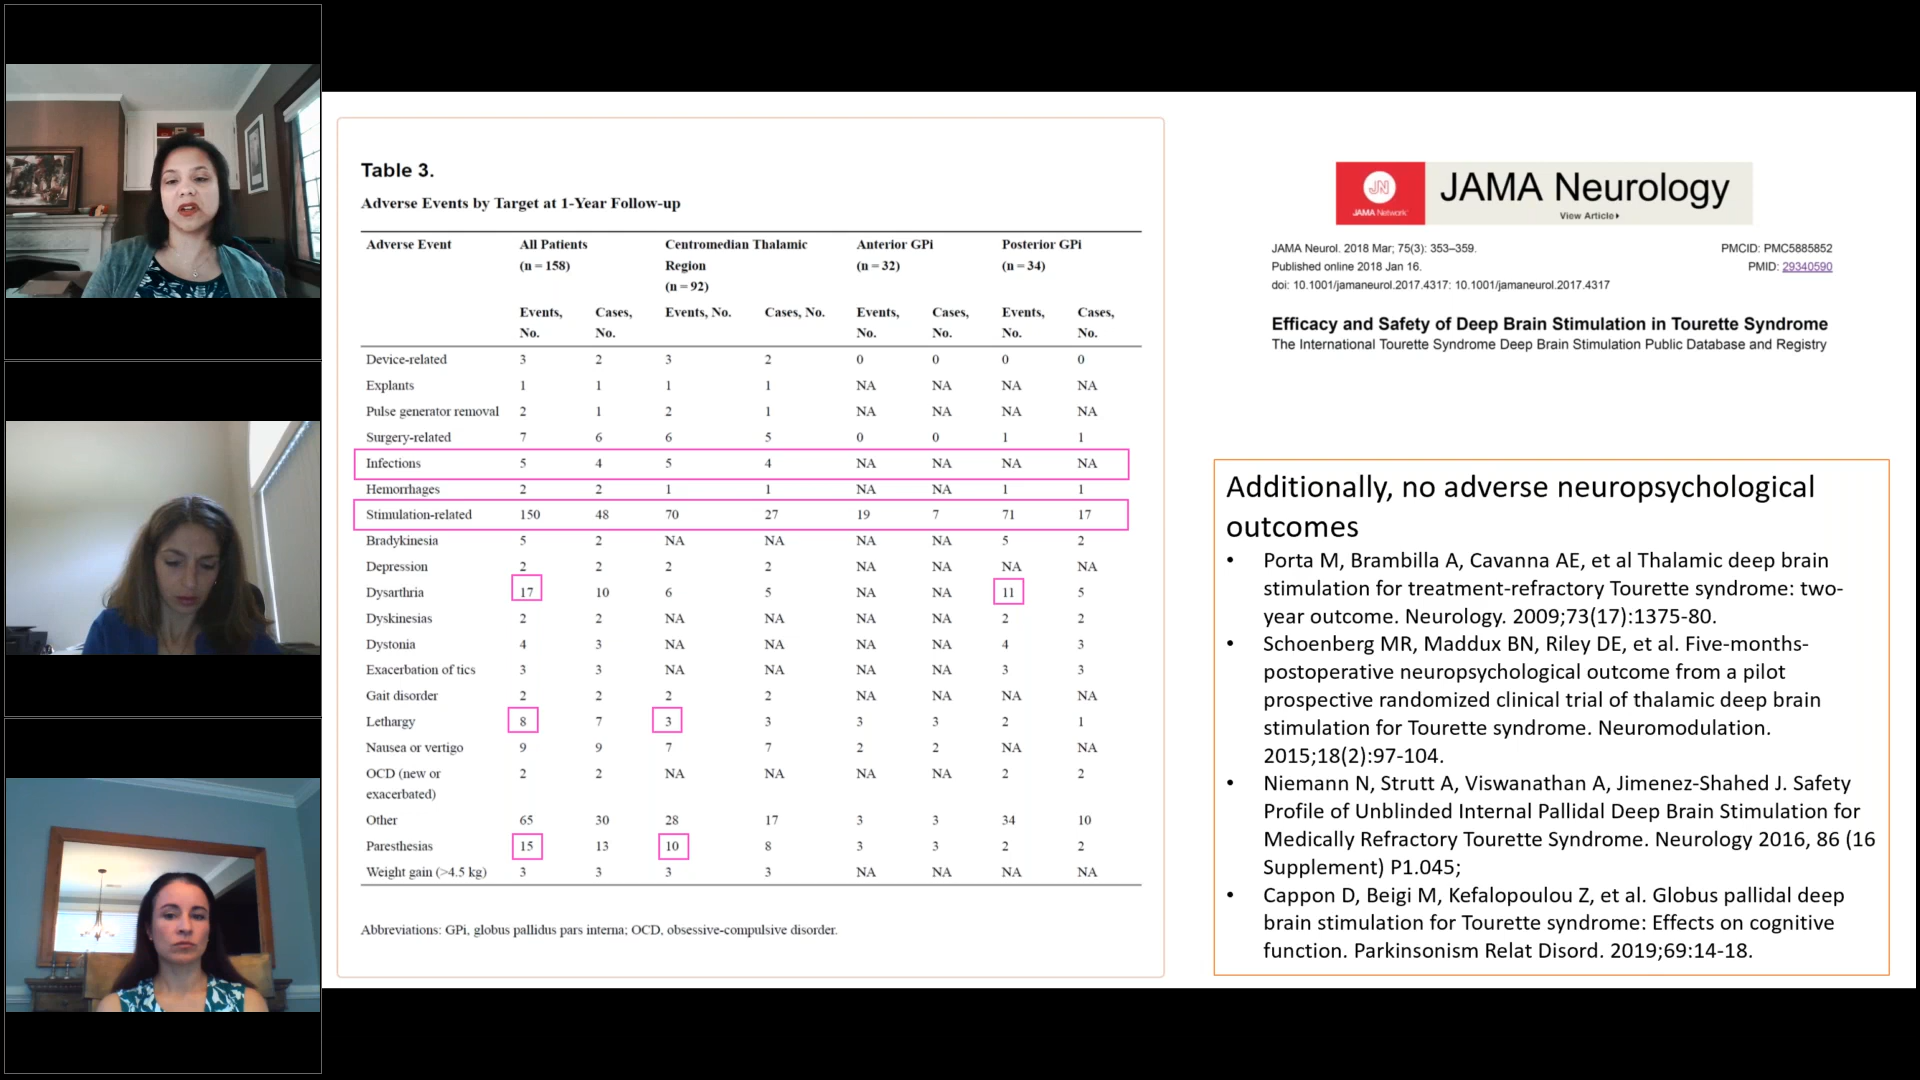 Table 3.
Adverse Events by Target at 1-Year Follow-up
Adverse Event All Patients (n = 158) Centromedian Thalamic Region (n = 92) Anterior GPi (n = 32) Posterior GPi (n = 34)
Events, No. Cases, No. Events, No. Cases, No. Events, No. Cases, No. Events, No. Cases, No.
Device-related 3 2 3 2 0 0 0 0
Explants 1 1 1 1 NA NA NA NA
Pulse generator removal 2 1 2 1 NA NA NA NA
Surgery-related 7 6 6 5 0 0 1 1
Infections 5 4 5 4 NA NA NA NA
Hemorrhages 2 2 1 1 NA NA 1 1
Stimulation-related 150 48 70 27 19 7 71 17
Bradykinesia 5 2 NA NA NA NA 5 2
Depression 2 2 2 2 NA NA NA NA
Dysarthria 17 10 6 5 NA NA 11 5
Dyskinesias 2 2 NA NA NA NA 2 2
Dystonia 4 3 NA NA NA NA 4 3
Exacerbation of tics 3 3 NA NA NA NA 3 3
Gait disorder 2 2 2 2 NA NA NA NA
Lethargy 8 7 3 3 3 3 2 1
Nausea or vertigo 9 9 7 7 2 2 NA NA
OCD (new or exacerbated) 2 2 NA NA NA NA 2 2
Other 65 30 28 17 3 3 34 10
Paresthesias 15 13 10 8 3 3 2 2
Weight gain (>4.5 kg) 3 3 3 3 NA NA NA NA
Abbreviations: GPi, globus pallidus pars interna; OCD, obsessive-compulsive disorder.
JN
JAMA Network
JAMA Neurology
View Article
JAMA Neurol. 2018 Mar; 75(3): 353–359. PMCID: PMC5885852
Published online 2018 Jan 16. PMID: 29340590
doi: 10.1001/jamaneurol.2017.4317: 10.1001/jamaneurol.2017.4317
Efficacy and Safety of Deep Brain Stimulation in Tourette Syndrome
The International Tourette Syndrome Deep Brain Stimulation Public Database and Registry
Additionally, no adverse neuropsychological
outcomes
• Porta M, Brambilla A, Cavanna AE, et al Thalamic deep brain
stimulation for treatment-refractory Tourette syndrome: two-
year outcome. Neurology. 2009;73(17):1375-80.
• Schoenberg MR, Maddux BN, Riley DE, et al. Five-months-
postoperative neuropsychological outcome from a pilot
prospective randomized clinical trial of thalamic deep brain
stimulation for Tourette syndrome. Neuromodulation.
2015;18(2):97-104.
• Niemann N, Strutt A, Viswanathan A, Jimenez-Shahed J. Safety
Profile of Unblinded Internal Pallidal Deep Brain Stimulation for
Medically Refractory Tourette Syndrome. Neurology 2016, 86 (16
Supplement) P1.045;
• Cappon D, Beigi M, Kefalopoulou Z, et al. Globus pallidal deep
brain stimulation for Tourette syndrome: Effects on cognitive
function. Parkinsonism Relat Disord. 2019;69:14-18.